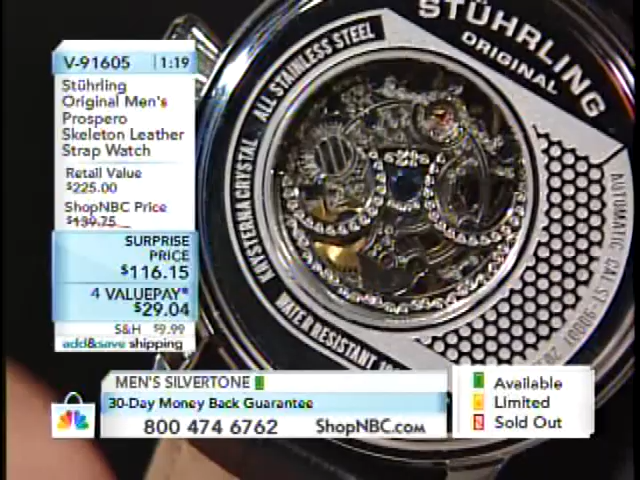 V-91605 1:19
Stührling
Original Men's
Prospero
Skeleton Leather
Strap Watch
Retail Value
$225.00
ShopNBC Price
$139.75
SURPRISE
PRICE
$116.15
4 VALUEPAY®
$29.04
S&H $9.99
add&save shipping
STÜHRLING
ORIGINAL
ALL STAINLESS STEEL
KRYSTERNA CRYSTAL
WATER RESISTANT
AUTOMATIC CAL-ST-90001
MEN'S SILVERTONE
30-Day Money Back Guarantee
800 474 6762 ShopNBC.com
Available
Limited
Sold Out